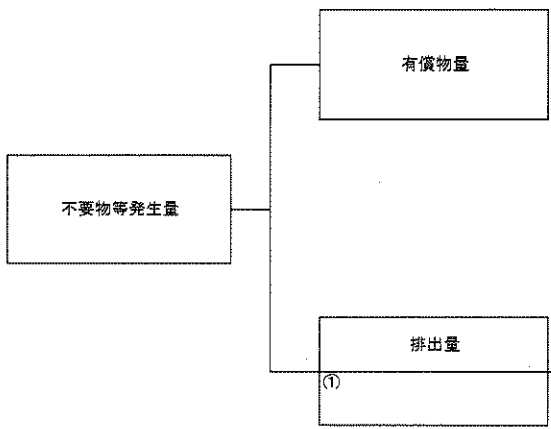 有償物量
不要物等発生量
排出量
①